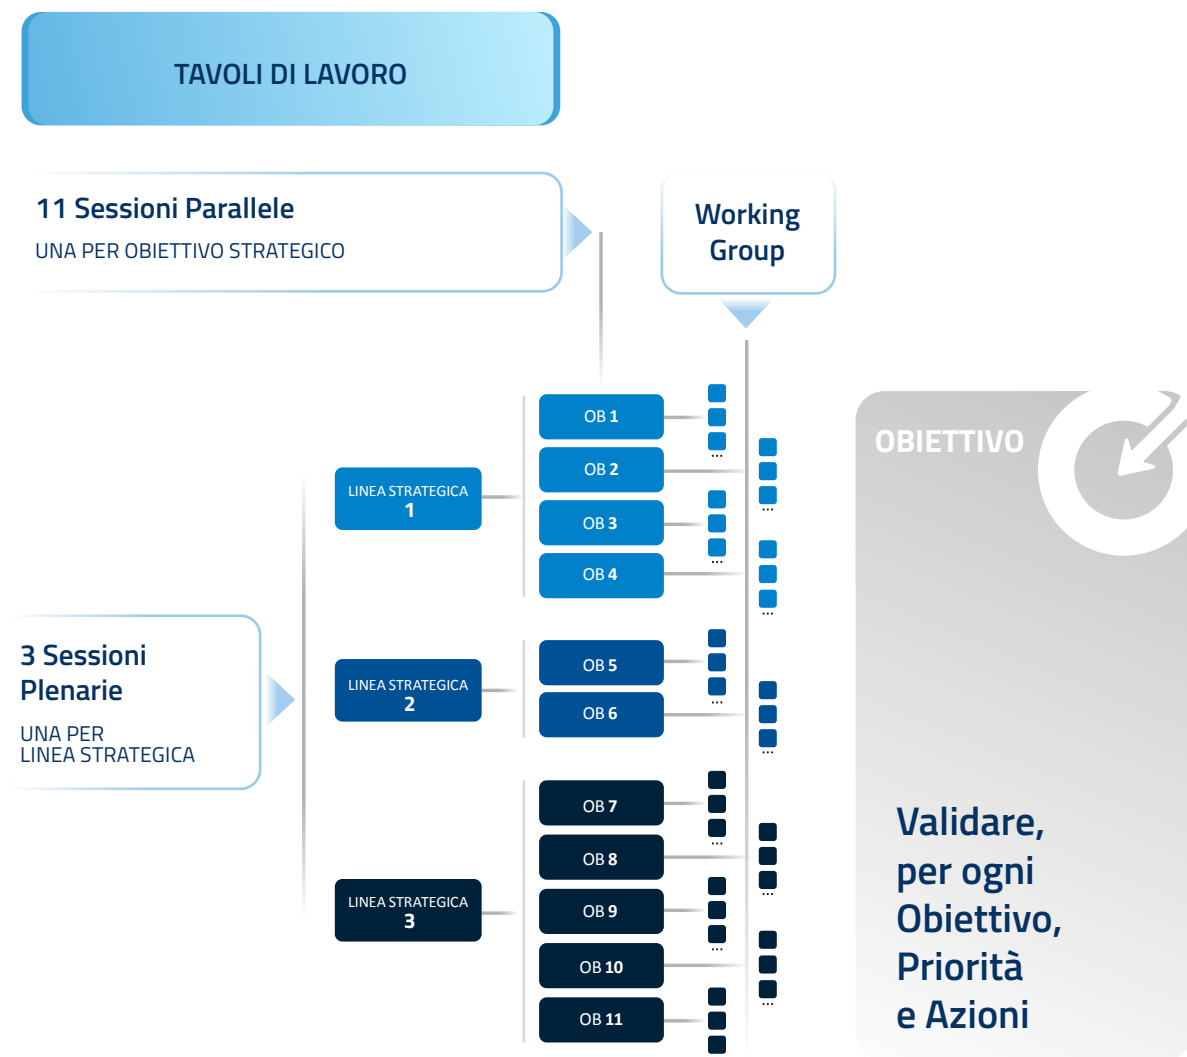 TAVOLI DI LAVORO
11 Sessioni Parallele
UNA PER OBIETTIVO STRATEGICO
Working
Group
3 Sessioni
Plenarie
UNA PER
LINEA STRATEGICA
LINEA STRATEGICA
1
OB 1
...
OB 2
...
OB 3
...
OB 4
...
LINEA STRATEGICA
2
OB 5
...
OB 6
...
LINEA STRATEGICA
3
OB 7
...
OB 8
...
OB 9
...
OB 10
...
OB 11
OBIETTIVO
Validare,
per ogni
Obiettivo,
Priorità
e Azioni